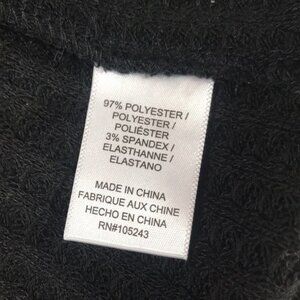 97% POLYESTER /
POLYESTER /
POLIÉSTER
3% SPANDEX /
ELASTHANNE /
ELASTANO
MADE IN CHINA
FABRIQUE AUX CHINE
HECHO EN CHINA
RN#105243